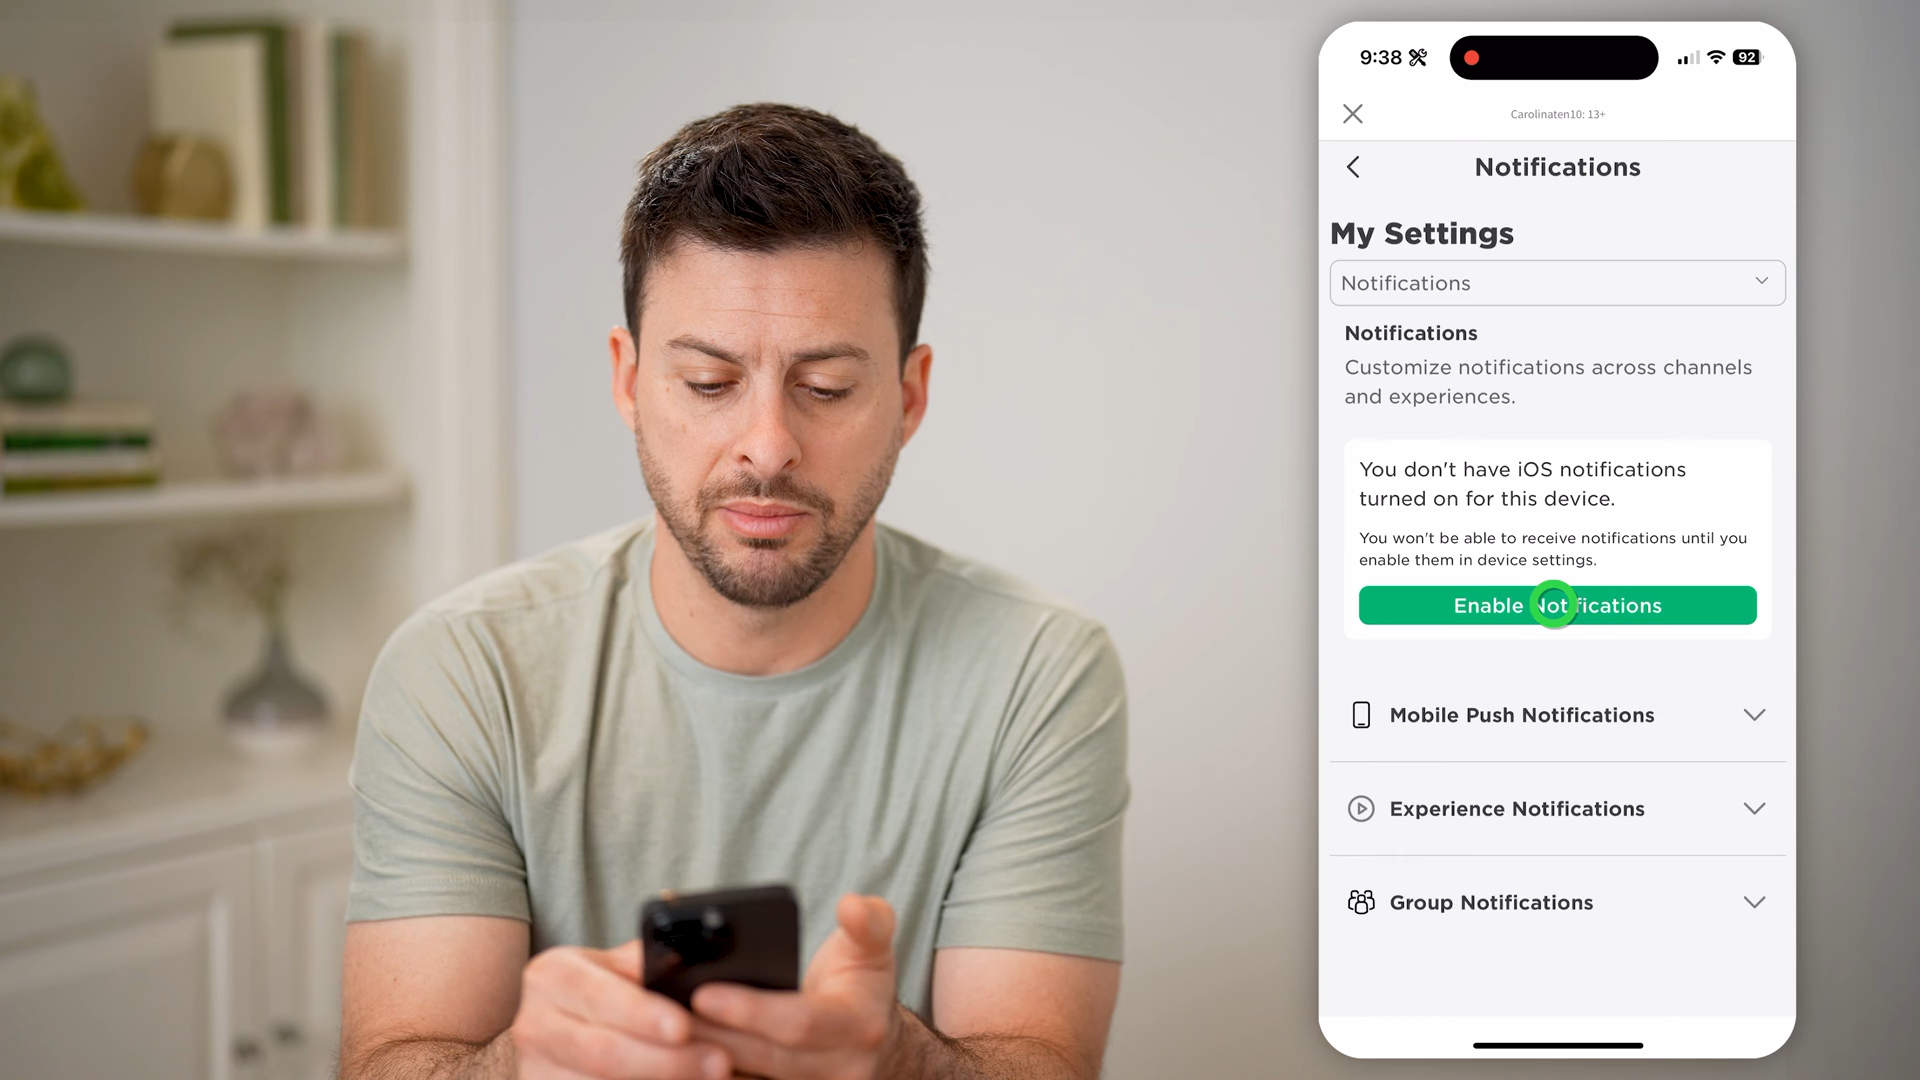 9:38
92
Carolinaten10: 13+
Notifications
My Settings
Notifications
Notifications
Customize notifications across channels
and experiences.
You don't have iOS notifications
turned on for this device.
You won't be able to receive notifications until you
enable them in device settings.
Enable Notifications
Mobile Push Notifications
Experience Notifications
Group Notifications